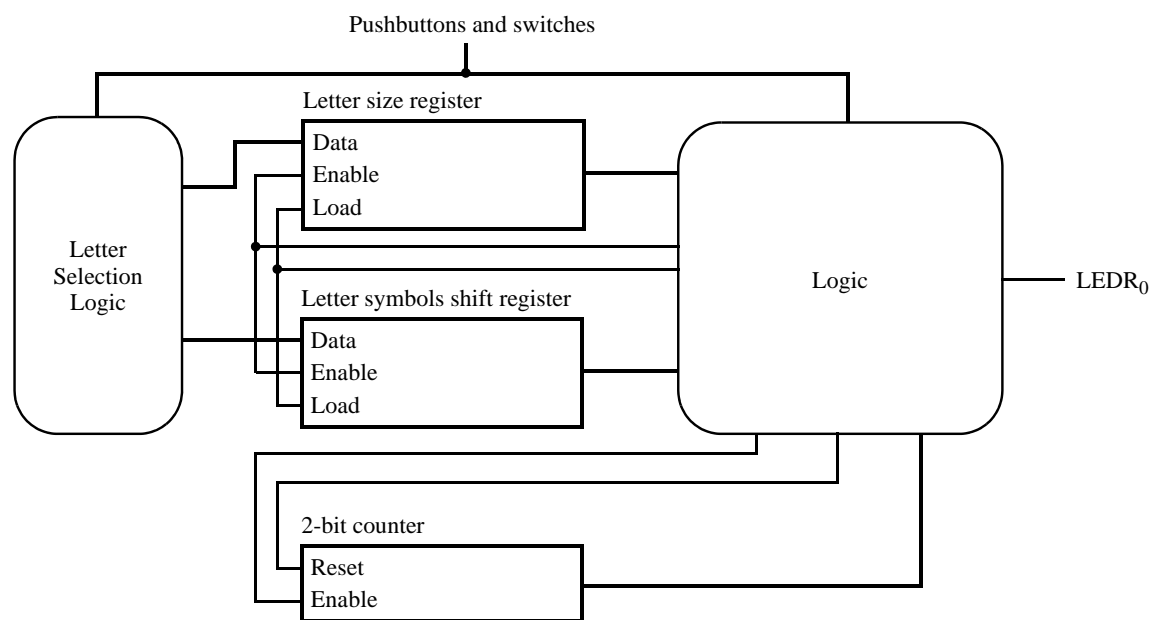 Pushbuttons and switches
Letter size register
Data
Enable
Load
Letter
Selection
Logic
Logic
LEDR0
Letter symbols shift register
Data
Enable
Load
2-bit counter
Reset
Enable